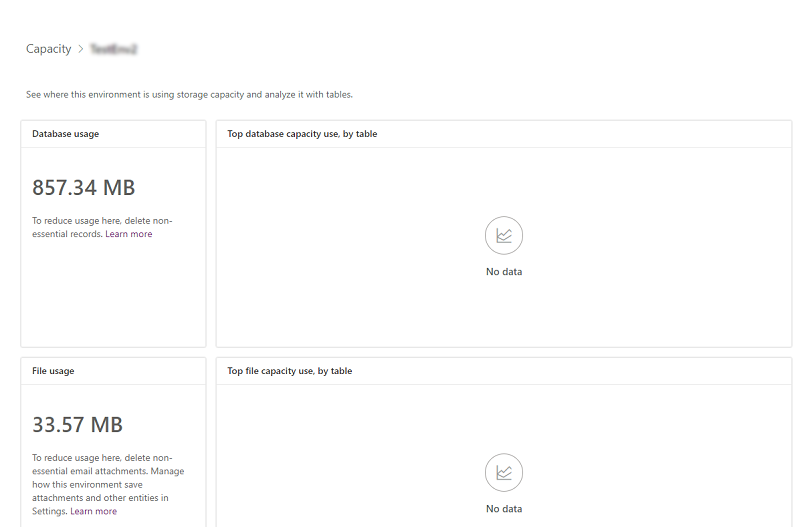 Capacity >
See where this environment is using storage capacity and analyze it with tables.
Database usage
857.34 MB
To reduce usage here, delete non-
essential records. Learn more
Top database capacity use, by table
No data
File usage
33.57 MB
To reduce usage here, delete non-
essential email attachments. Manage
how this environment save
attachments and other entities in
Settings. Learn more
Top file capacity use, by table
No data